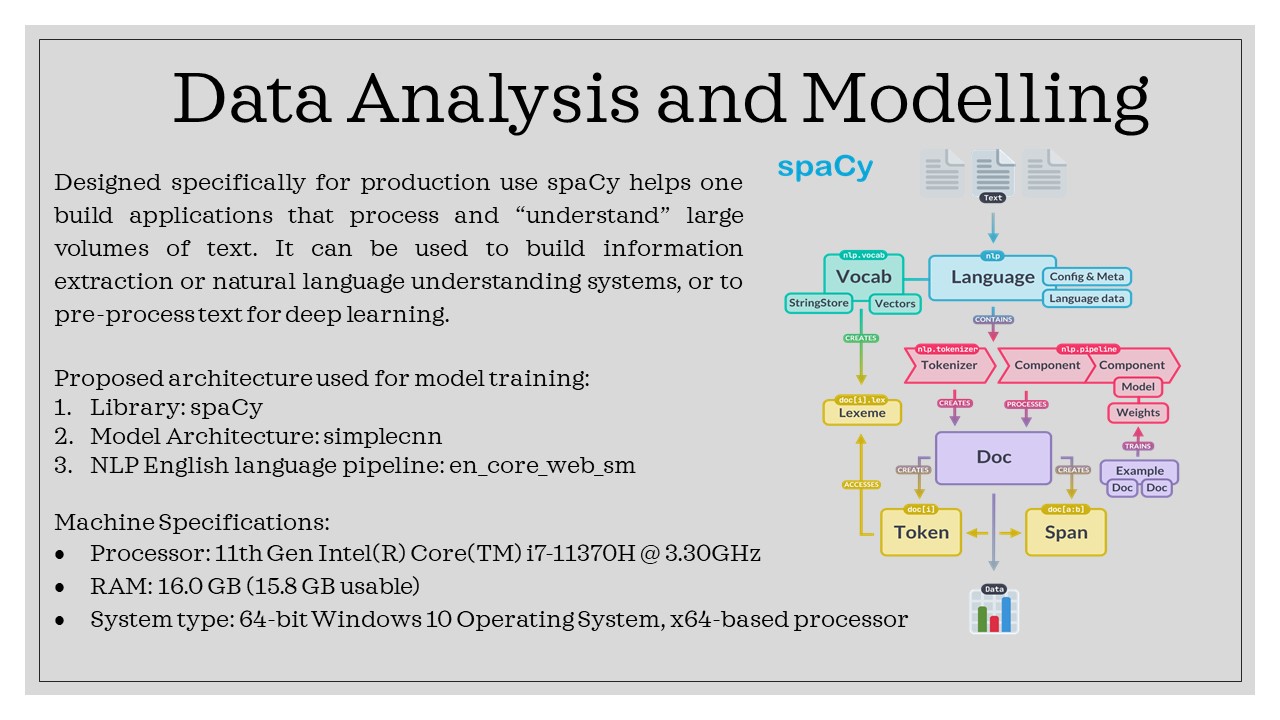 Data Analysis and Modelling
Designed specifically for production use spaCy helps one
build applications that process and “understand” large
volumes of text. It can be used to build information
extraction or natural language understanding systems, or to
pre-process text for deep learning.
Proposed architecture used for model training:
1. Library: spaCy
2. Model Architecture: simplecnn
3. NLP English language pipeline: en_core_web_sm
Machine Specifications:
• Processor: 11th Gen Intel(R) Core(TM) i7-11370H @ 3.30GHz
• RAM: 16.0 GB (15.8 GB usable)
• System type: 64-bit Windows 10 Operating System, x64-based processor
spaCy
Text
nlp.vocab
Vocab
StringStore
Vectors
nlp
Language
Config & Meta
Language data
CONTAINS
CREATES
nlp.tokenizer
Tokenizer
nlp.pipeline
Component
Component
Model
Weights
CREATES
PROCESSES
TRAINS
doc[i].lex
Lexeme
Doc
Example
Doc
Doc
CREATES
CREATES
ACCESSES
doc[i]
Token
doc[a:b]
Span
Data